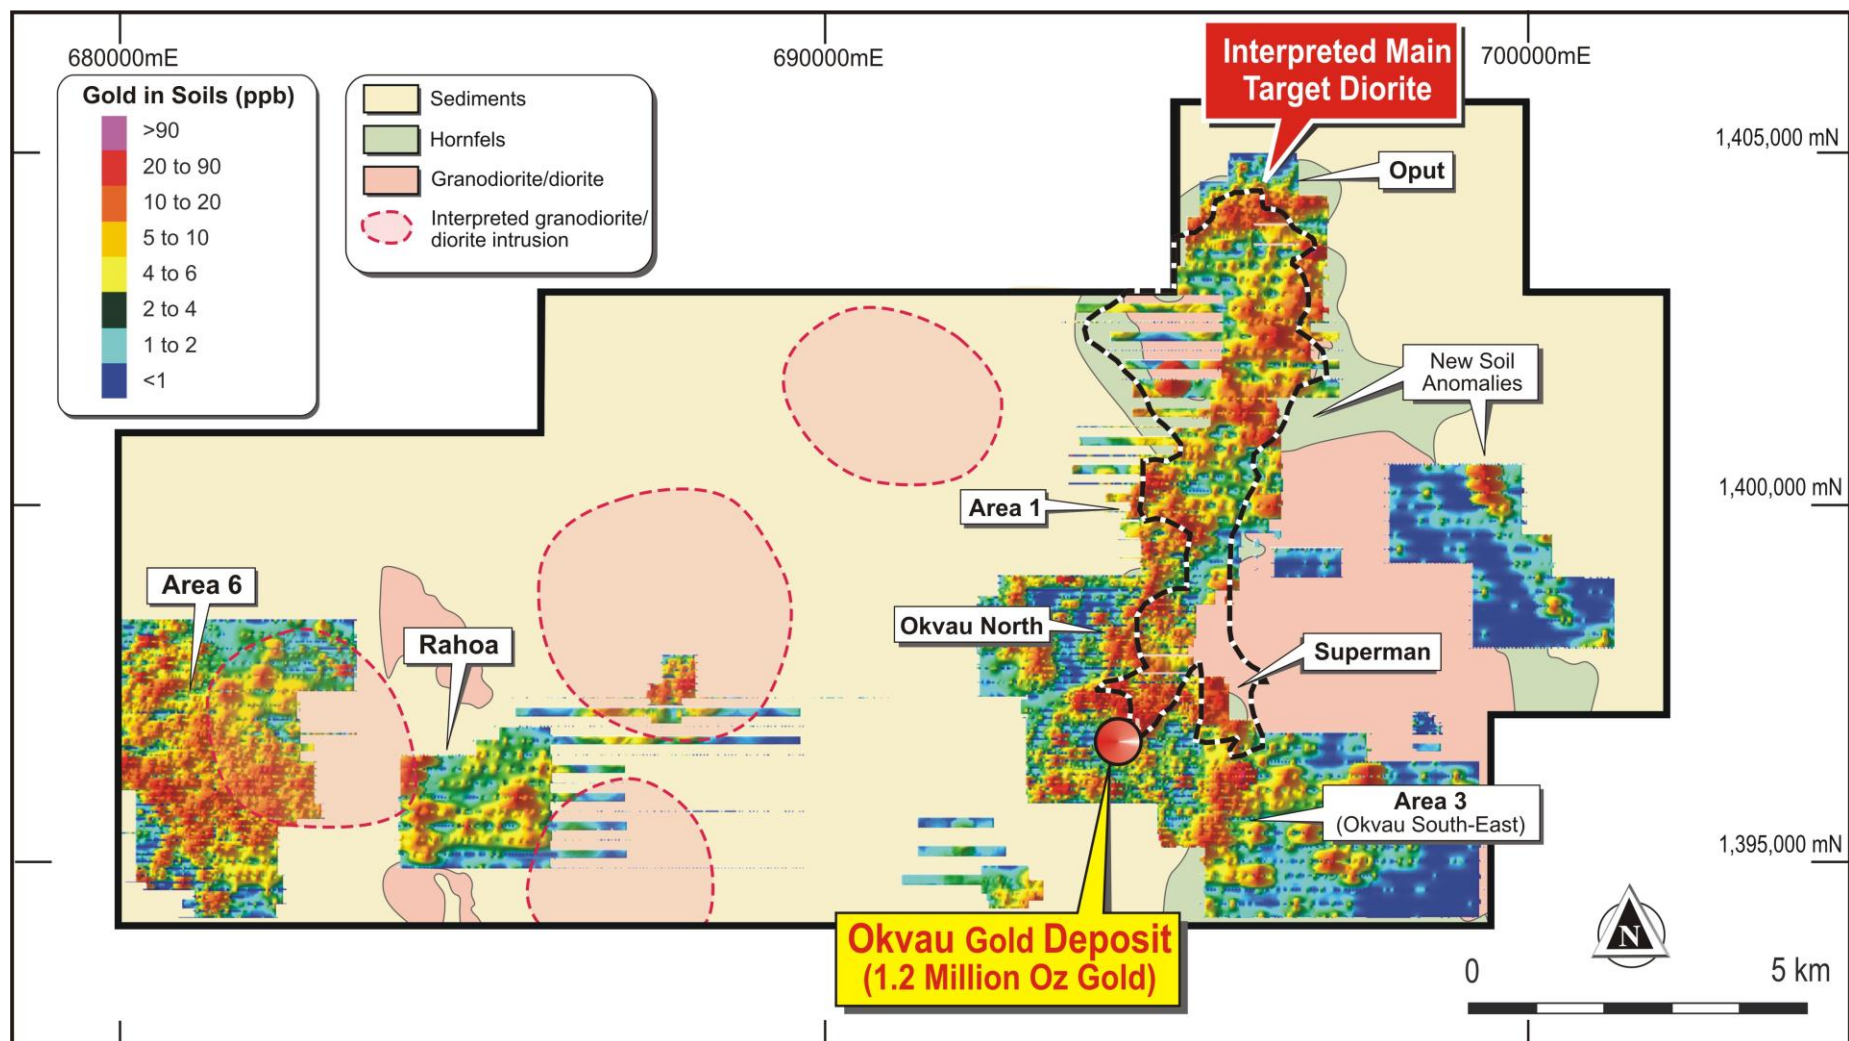 680000mE
690000mE
700000mE
Interpreted Main
Target Diorite
Gold in Soils (ppb)
>90
20 to 90
10 to 20
5 to 10
4 to 6
2 to 4
1 to 2
<1
Sediments
Hornfels
Granodiorite/diorite
Interpreted granodiorite/
diorite intrusion
1,405,000 mN
Oput
New Soil
Anomalies
1,400,000 mN
Area 1
Area 6
Okvau North
Rahoa
Superman
Area 3
(Okvau South-East)
1,395,000 mN
Okvau Gold Deposit
(1.2 Million Oz Gold)
N
0 5 km